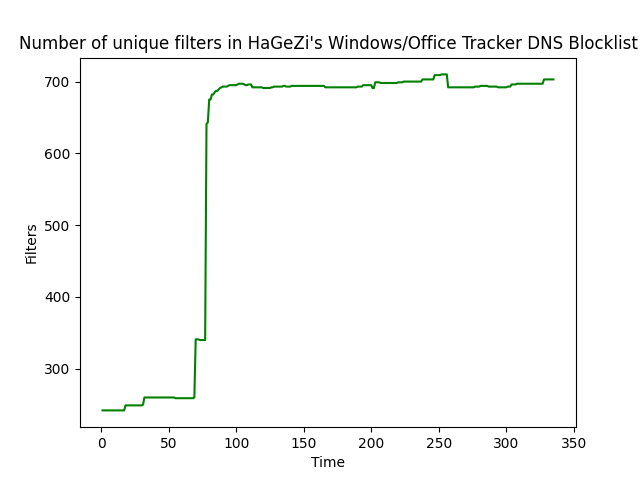 Number of unique filters in HaGeZi's Windows/Office Tracker DNS Blocklist
700
600
500
400
300
Filters
0 50 100 150 200 250 300 350
Time